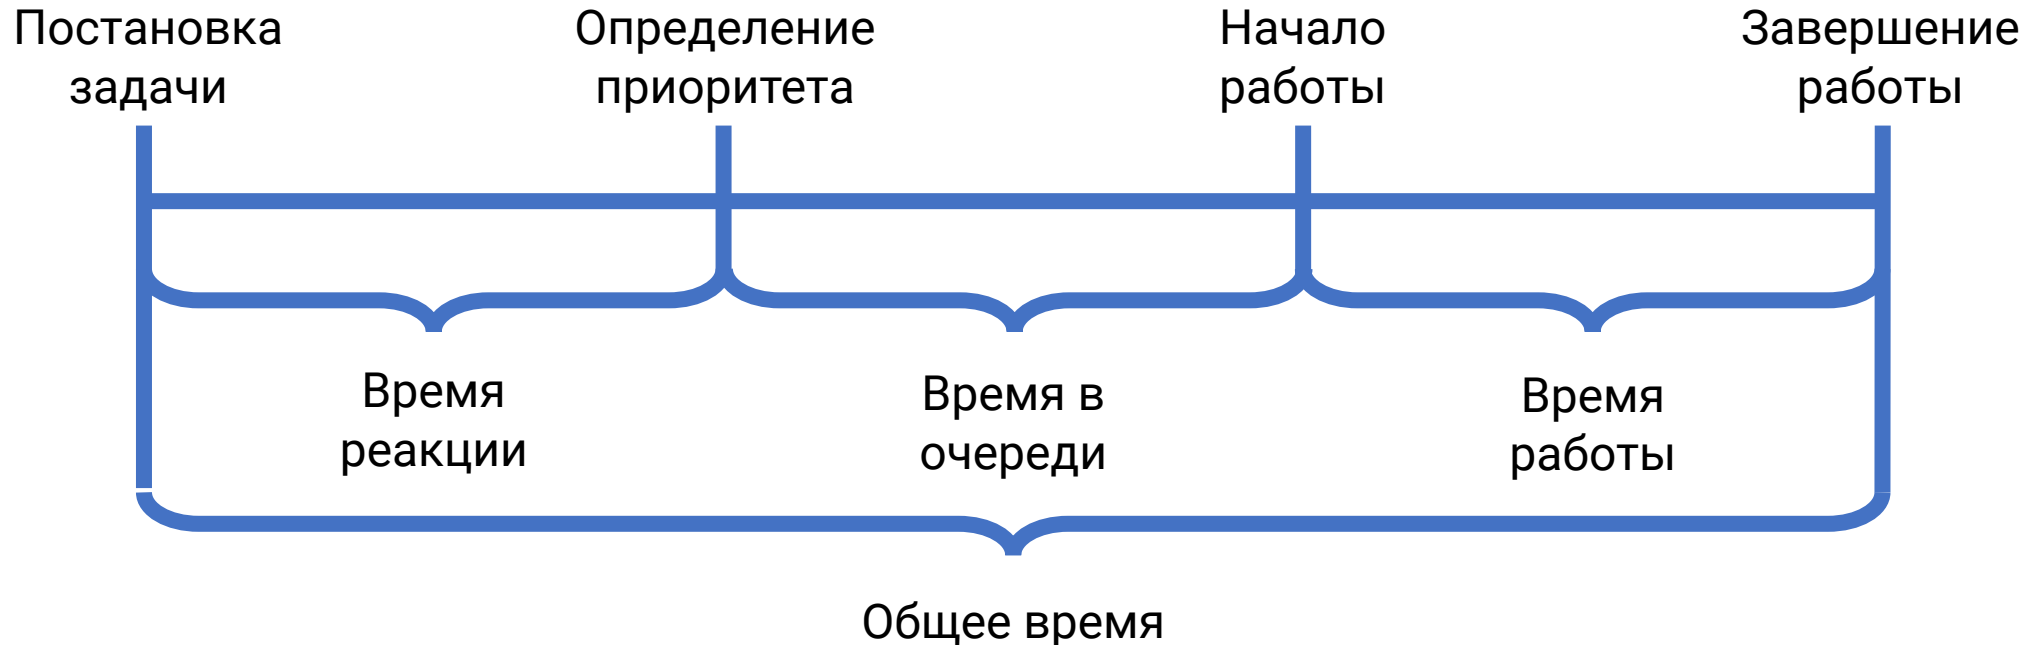 Постановка
задачи
Определение
приоритета
Начало
работы
Завершение
работы
Время
реакции
Время в
очереди
Время
работы
Общее время